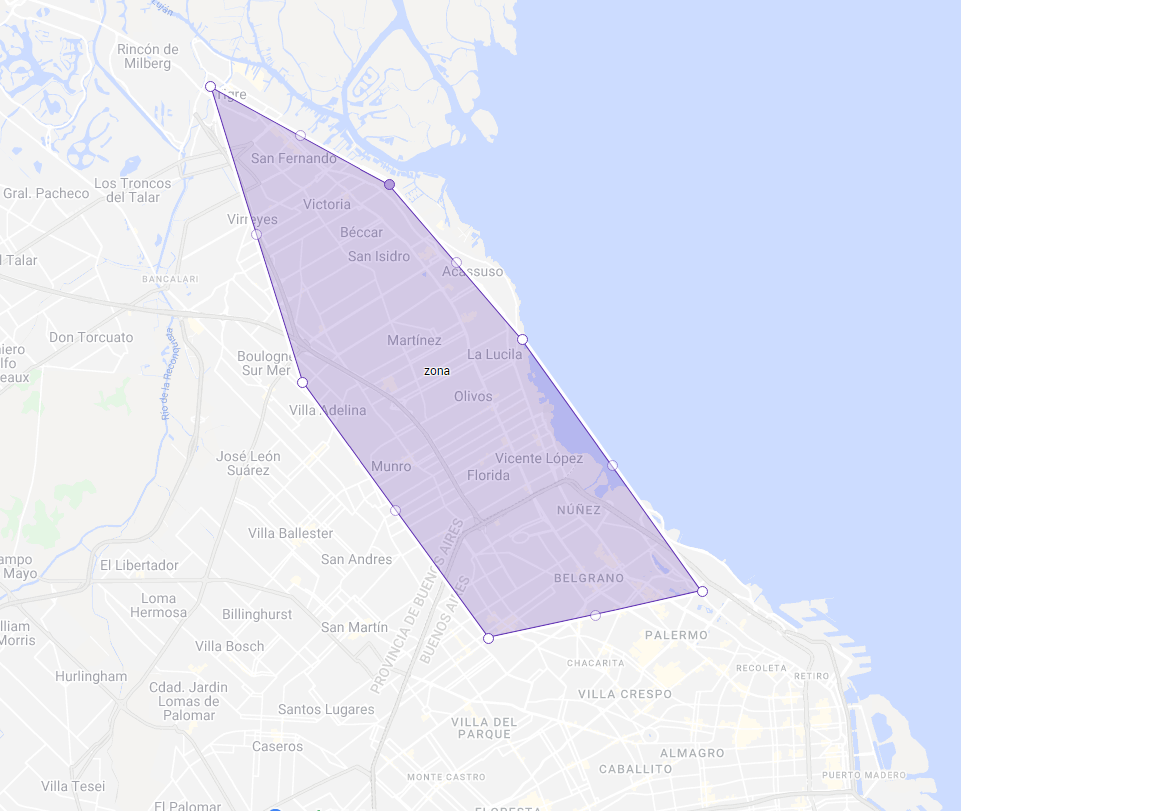 Luján
Rincón de
Milberg
Tigre
San Fernando
Gral. Pacheco
Los Troncos
del Talar
Victoria
Virreyes
Béccar
San Isidro
l Talar
Acassuso
BANCALARI
Don Torcuato
Martínez
niero
lfo
eaux
Boulogne
Sur Mer
La Lucila
zona
Río de la Reconquista
Olivos
Villa Adelina
José León
Suárez
Munro
Vicente López
Florida
NÚÑEZ
Villa Ballester
San Andres
ampo
Mayo
El Libertador
BELGRANO
PROVINCIA DE BUENOS AIRES
BUENOS AIRES
Loma
Hermosa
Billinghurst
lliam
Morris
San Martín
Villa Bosch
PALERMO
CHACARITA
RECOLETA
RETIRO
Hurlingham
Cdad. Jardin
Lomas de
Palomar
VILLA CRESPO
Santos Lugares
VILLA DEL
PARQUE
Caseros
ALMAGRO
CABALLITO
MONTE CASTRO
PUERTO MADERO
Villa Tesei
El Palomar
FLORESTA